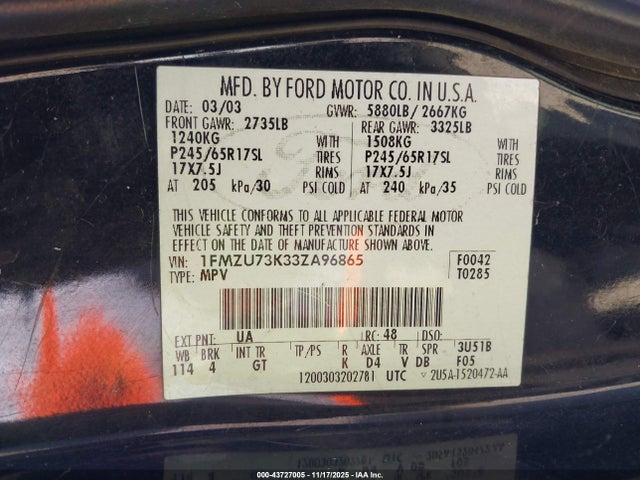 MFD. BY FORD MOTOR CO. IN U.S.A.
DATE: 03/03 GVWR: 5880LB/2667KG
FRONT GAWR: 2735LB REAR GAWR: 3325LB
1240KG WITH 1508KG WITH
P245/65R17SL TIRES P245/65R17SL TIRES
17X7.5J RIMS 17X7.5J RIMS
AT 205 kPa/30 PSI COLD AT 240 kPa/35 PSI COLD
THIS VEHICLE CONFORMS TO ALL APPLICABLE FEDERAL MOTOR
VEHICLE SAFETY AND THEFT PREVENTION STANDARDS IN
EFFECT ON THE DATE OF MANUFACTURE SHOWN ABOVE.
VIN: 1FMZU73K33ZA96865 F0042
TYPE: MPV T0285
EXT PNT: UA RC: 48 DSO:
WB BRK INT TR TP/PS R AXLE TR SPR 3U51B
114 4 GT K D4 V DB F05
1200303202781 UTC 2U5A-1520472-AA
43727005 - 11/17/2025 - IAA Inc.